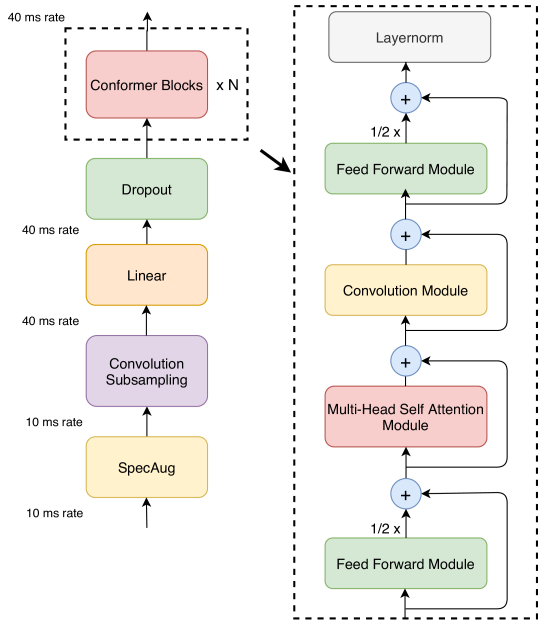 40 ms rate
Conformer Blocks
x N
Dropout
40 ms rate
Linear
40 ms rate
Convolution
Subsampling
10 ms rate
SpecAug
10 ms rate
Layernorm
+
1/2 x
Feed Forward Module
+
Convolution Module
+
Multi-Head Self Attention
Module
+
1/2 x
Feed Forward Module